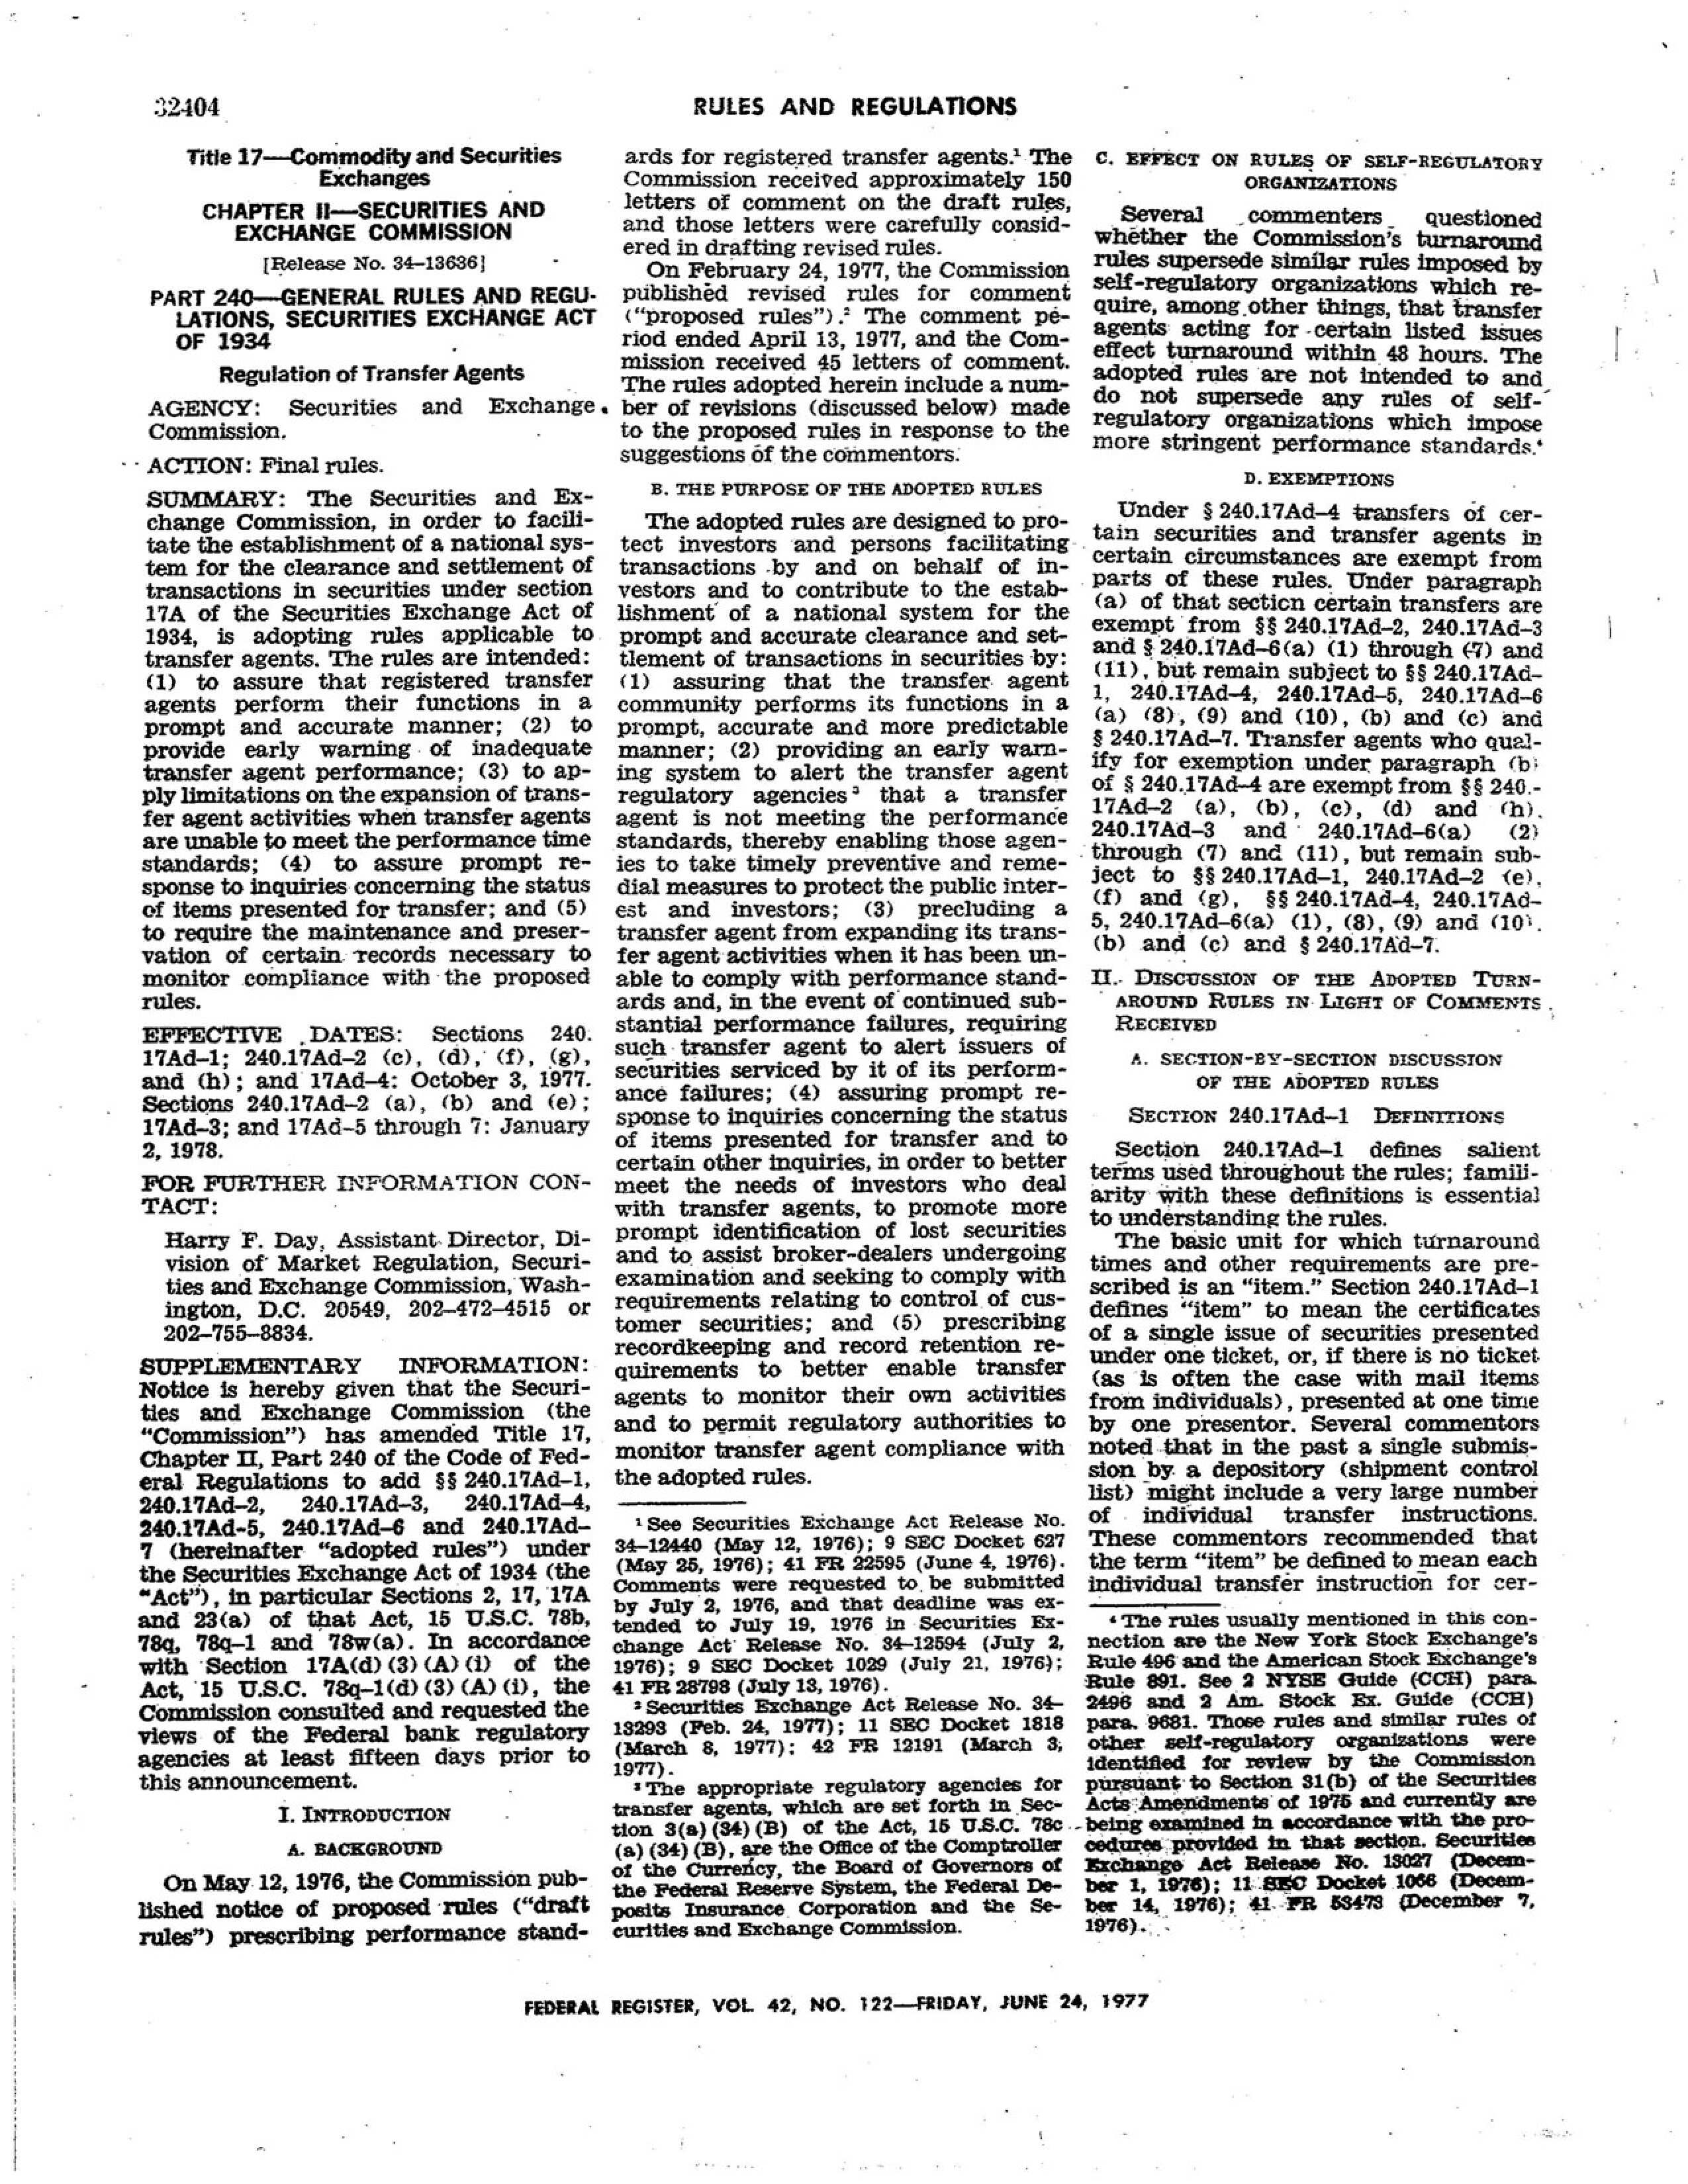 32404
RULES AND REGULATIONS
Title 17—Commodity and Securities
Exchanges
CHAPTER II—SECURITIES AND
EXCHANGE COMMISSION
[Release No. 34-13636]
PART 240—GENERAL RULES AND REGU-
LATIONS, SECURITIES EXCHANGE ACT
OF 1934
Regulation of Transfer Agents
AGENCY: Securities and Exchange
Commission.
ACTION: Final rules.
SUMMARY: The Securities and Ex-
change Commission, in order to facili-
tate the establishment of a national sys-
tem for the clearance and settlement of
transactions in securities under section
17A of the Securities Exchange Act of
1934, is adopting rules applicable to
transfer agents. The rules are intended:
(1) to assure that registered transfer
agents perform their functions in a
prompt and accurate manner; (2) to
provide early warning of inadequate
transfer agent performance; (3) to ap-
ply limitations on the expansion of trans-
fer agent activities when transfer agents
are unable to meet the performance time
standards; (4) to assure prompt re-
sponse to inquiries concerning the status
of items presented for transfer; and (5)
to require the maintenance and preser-
vation of certain records necessary to
monitor compliance with the proposed
rules.
EFFECTIVE DATES: Sections 240.
17Ad-1; 240.17Ad-2 (c), (d), (f), (g),
and (h); and 17Ad-4: October 3, 1977.
Sections 240.17Ad-2 (a), (b) and (e);
17Ad-3; and 17Ad-5 through 7: January
2, 1978.
FOR FURTHER INFORMATION CON-
TACT:
Harry F. Day, Assistant Director, Di-
vision of Market Regulation, Securi-
ties and Exchange Commission, Wash-
ington, D.C. 20549, 202-472-4515 or
202-755-8834.
SUPPLEMENTARY INFORMATION:
Notice is hereby given that the Securi-
ties and Exchange Commission (the
"Commission") has amended Title 17,
Chapter II, Part 240 of the Code of Fed-
eral Regulations to add §§ 240.17Ad-1,
240.17Ad-2, 240.17Ad-3, 240.17Ad-4,
240.17Ad-5, 240.17Ad-6 and 240.17Ad-
7 (hereinafter "adopted rules") under
the Securities Exchange Act of 1934 (the
"Act"), in particular Sections 2, 17, 17A
and 23(a) of that Act, 15 U.S.C. 78b,
78q, 78q-1 and 78w(a). In accordance
with Section 17A(d)(3)(A)(i) of the
Act, 15 U.S.C. 78q-1(d)(3)(A)(i), the
Commission consulted and requested the
views of the Federal bank regulatory
agencies at least fifteen days prior to
this announcement.
I. INTRODUCTION
A. BACKGROUND
On May 12, 1976, the Commission pub-
lished notice of proposed rules ("draft
rules") prescribing performance stand-
ards for registered transfer agents.¹ The
Commission received approximately 150
letters of comment on the draft rules,
and those letters were carefully consid-
ered in drafting revised rules.
On February 24, 1977, the Commission
published revised rules for comment
("proposed rules").² The comment pe-
riod ended April 13, 1977, and the Com-
mission received 45 letters of comment.
The rules adopted herein include a num-
ber of revisions (discussed below) made
to the proposed rules in response to the
suggestions of the commentors.
B. THE PURPOSE OF THE ADOPTED RULES
The adopted rules are designed to pro-
tect investors and persons facilitating
transactions by and on behalf of in-
vestors and to contribute to the estab-
lishment of a national system for the
prompt and accurate clearance and set-
tlement of transactions in securities by:
(1) assuring that the transfer agent
community performs its functions in a
prompt, accurate and more predictable
manner; (2) providing an early warn-
ing system to alert the transfer agent
regulatory agencies³ that a transfer
agent is not meeting the performance
standards, thereby enabling those agen-
ies to take timely preventive and reme-
dial measures to protect the public inter-
est and investors; (3) precluding a
transfer agent from expanding its trans-
fer agent activities when it has been un-
able to comply with performance stand-
ards and, in the event of continued sub-
stantial performance failures, requiring
such transfer agent to alert issuers of
securities serviced by it of its perform-
ance failures; (4) assuring prompt re-
sponse to inquiries concerning the status
of items presented for transfer and to
certain other inquiries, in order to better
meet the needs of investors who deal
with transfer agents, to promote more
prompt identification of lost securities
and to assist broker-dealers undergoing
examination and seeking to comply with
requirements relating to control of cus-
tomer securities; and (5) prescribing
recordkeeping and record retention re-
quirements to better enable transfer
agents to monitor their own activities
and to permit regulatory authorities to
monitor transfer agent compliance with
the adopted rules.
¹ See Securities Exchange Act Release No.
34-12440 (May 12, 1976); 9 SEC Docket 627
(May 25, 1976); 41 FR 22595 (June 4, 1976).
Comments were requested to be submitted
by July 2, 1976, and that deadline was ex-
tended to July 19, 1976 in Securities Ex-
change Act Release No. 34-12594 (July 2,
1976); 9 SEC Docket 1029 (July 21, 1976);
41 FR 28798 (July 13, 1976).
² Securities Exchange Act Release No. 34-
13293 (Feb. 24, 1977); 11 SEC Docket 1818
(March 8, 1977); 42 FR 12191 (March 3,
1977).
³ The appropriate regulatory agencies for
transfer agents, which are set forth in Sec-
tion 3(a)(34)(B) of the Act, 15 U.S.C. 78c
(a)(34)(B), are the Office of the Comptroller
of the Currency, the Board of Governors of
the Federal Reserve System, the Federal De-
posits Insurance Corporation and the Se-
curities and Exchange Commission.
C. EFFECT ON RULES OF SELF-REGULATORY
ORGANIZATIONS
Several commenters questioned
whether the Commission's turnaround
rules supersede similar rules imposed by
self-regulatory organizations which re-
quire, among other things, that transfer
agents acting for certain listed issues
effect turnaround within 48 hours. The
adopted rules are not intended to and
do not supersede any rules of self-
regulatory organizations which impose
more stringent performance standards.⁴
D. EXEMPTIONS
Under § 240.17Ad-4 transfers of cer-
tain securities and transfer agents in
certain circumstances are exempt from
parts of these rules. Under paragraph
(a) of that section certain transfers are
exempt from §§ 240.17Ad-2, 240.17Ad-3
and § 240.17Ad-6(a) (1) through (7) and
(11), but remain subject to §§ 240.17Ad-
1, 240.17Ad-4, 240.17Ad-5, 240.17Ad-6
(a) (8), (9) and (10), (b) and (c) and
§ 240.17Ad-7. Transfer agents who qual-
ify for exemption under paragraph (b)
of § 240.17Ad-4 are exempt from §§ 240.-
17Ad-2 (a), (b), (c), (d) and (h),
240.17Ad-3 and 240.17Ad-6(a) (2)
through (7) and (11), but remain sub-
ject to §§ 240.17Ad-1, 240.17Ad-2 (e),
(f) and (g), §§ 240.17Ad-4, 240.17Ad-
5, 240.17Ad-6(a) (1), (8), (9) and (10),
(b) and (c) and § 240.17Ad-7.
II. DISCUSSION OF THE ADOPTED TURN-
AROUND RULES IN LIGHT OF COMMENTS
RECEIVED
A. SECTION-BY-SECTION DISCUSSION
OF THE ADOPTED RULES
SECTION 240.17Ad-1 DEFINITIONS
Section 240.17Ad-1 defines salient
terms used throughout the rules; famili-
arity with these definitions is essential
to understanding the rules.
The basic unit for which turnaround
times and other requirements are pre-
scribed is an "item." Section 240.17Ad-1
defines "item" to mean the certificates
of a single issue of securities presented
under one ticket, or, if there is no ticket
(as is often the case with mail items
from individuals), presented at one time
by one presentor. Several commentors
noted that in the past a single submis-
sion by a depository (shipment control
list) might include a very large number
of individual transfer instructions.
These commentors recommended that
the term "item" be defined to mean each
individual transfer instruction for cer-
⁴ The rules usually mentioned in this con-
nection are the New York Stock Exchange's
Rule 496 and the American Stock Exchange's
Rule 891. See 2 NYSE Guide (CCH) para.
2496 and 2 Am. Stock Ex. Guide (CCH)
para. 9681. Those rules and similar rules of
other self-regulatory organizations were
identified for review by the Commission
pursuant to Section 31(b) of the Securities
Acts Amendments of 1975 and currently are
being examined in accordance with the pro-
cedures provided in that section. Securities
Exchange Act Release No. 13027 (Decem-
ber 1, 1976); 11 SEC Docket 1066 (Decem-
ber 14, 1976); 41 FR 53473 (December 7,
1976).
FEDERAL REGISTER, VOL. 42, NO. 122—FRIDAY, JUNE 24, 1977